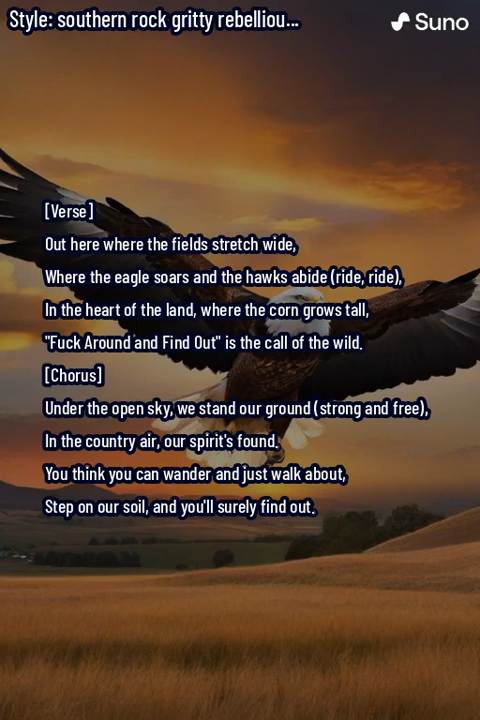 Style: southern rock gritty rebelliou...
Suno
[Verse]
Out here where the fields stretch wide,
Where the eagle soars and the hawks abide (ride, ride),
In the heart of the land, where the corn grows tall,
"Fuck Around and Find Out" is the call of the wild.
[Chorus]
Under the open sky, we stand our ground (strong and free),
In the country air, our spirit's found.
You think you can wander and just walk about,
Step on our soil, and you'll surely find out.